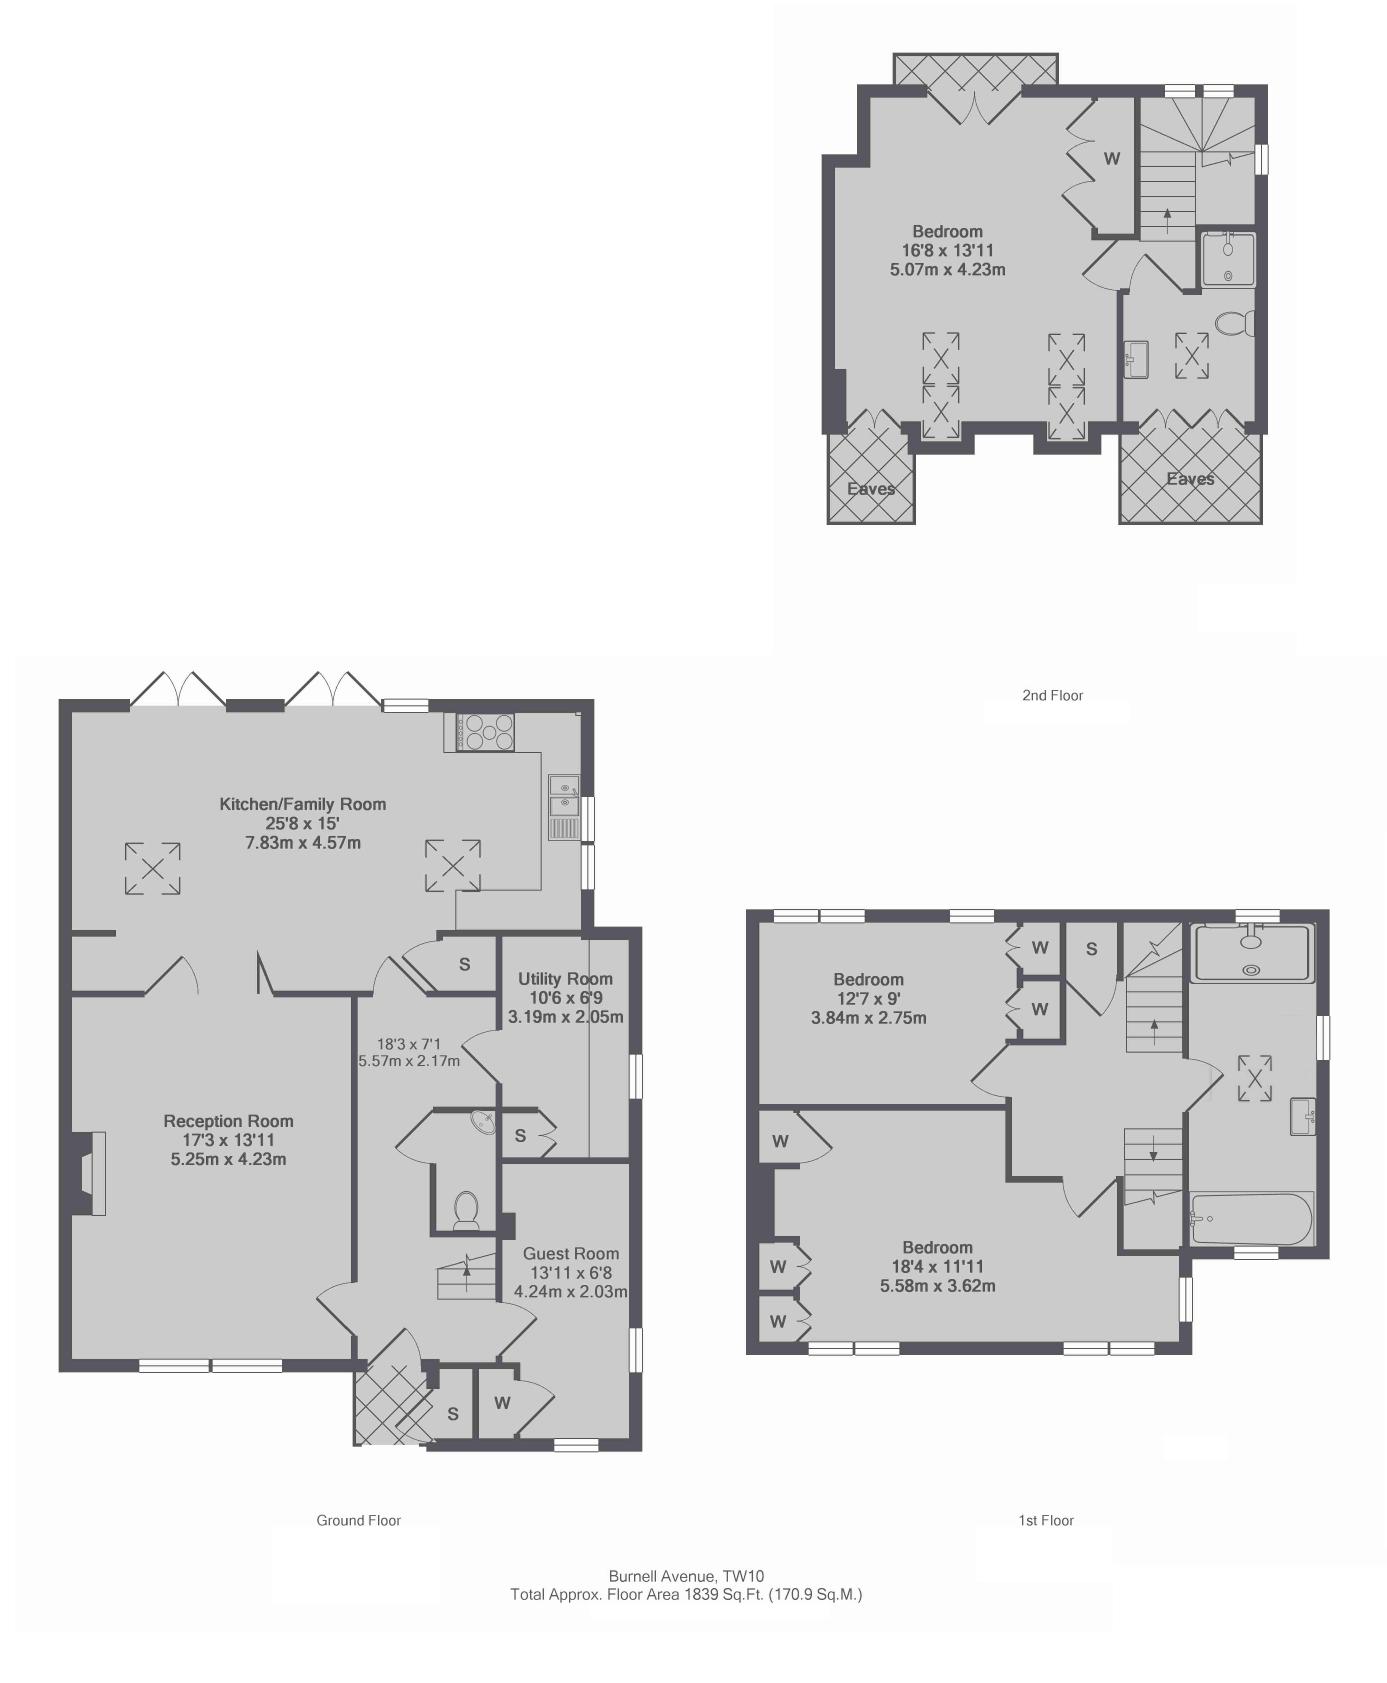 W
Bedroom
16'8 x 13'11
5.07m x 4.23m
Eaves
Eaves
2nd Floor
Kitchen/Family Room
25'8 x 15'
7.83m x 4.57m
S
Utility Room
10'6 x 6'9
3.19m x 2.05m
18'3 x 7'1
5.57m x 2.17m
Reception Room
17'3 x 13'11
5.25m x 4.23m
S
Guest Room
13'11 x 6'8
4.24m x 2.03m
W
S
Ground Floor
W
S
Bedroom
12'7 x 9'
3.84m x 2.75m
W
W
Bedroom
18'4 x 11'11
5.58m x 3.62m
W
W
1st Floor
Burnell Avenue, TW10
Total Approx. Floor Area 1839 Sq.Ft. (170.9 Sq.M.)